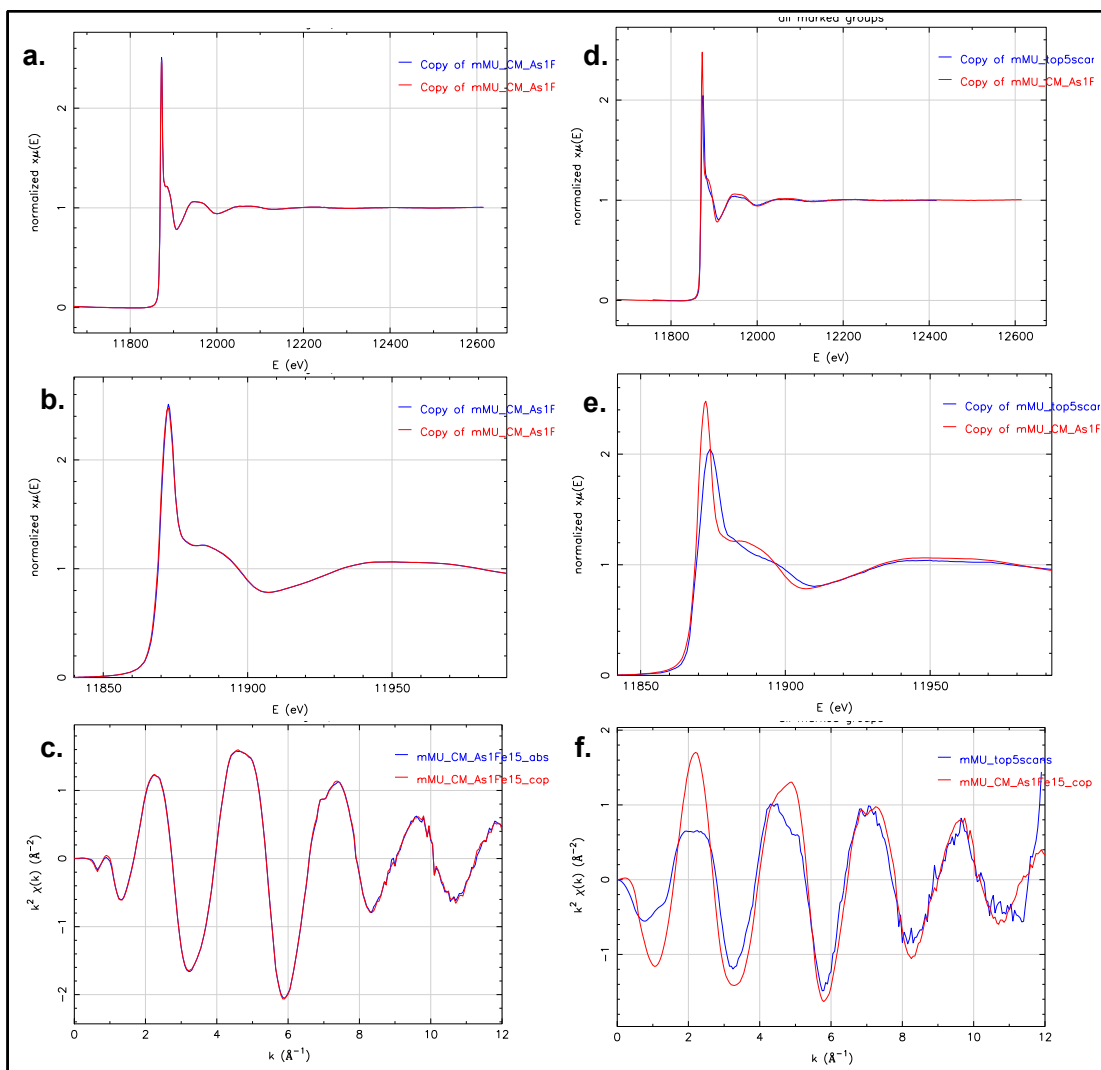 a.
Copy of mMU_CM_As1F
Copy of mMU_CM_As1F
normalized xμ(E)
0
1
2
11800
12000
12200
12400
12600
E (eV)
b.
Copy of mMU_CM_As1F
Copy of mMU_CM_As1F
normalized xμ(E)
0
1
2
11850
11900
11950
E (eV)
c.
mMU_CM_As1Fe15_abs
mMU_CM_As1Fe15_cop
k² χ(k) (Å⁻²)
-2
-1
0
1
0
2
4
6
8
10
12
k (Å⁻¹)
all marked groups
d.
Copy of mMU_top5scan
Copy of mMU_CM_As1F
normalized xμ(E)
0
1
2
11800
12000
12200
12400
12600
E (eV)
e.
Copy of mMU_top5scar
Copy of mMU_CM_As1F
normalized xμ(E)
0
1
2
11850
11900
11950
E (eV)
all marked groups
f.
mMU_top5scans
mMU_CM_As1Fe15_cop
k² χ(k) (Å⁻²)
-1
0
1
2
0
2
4
6
8
10
12
k (Å⁻¹)